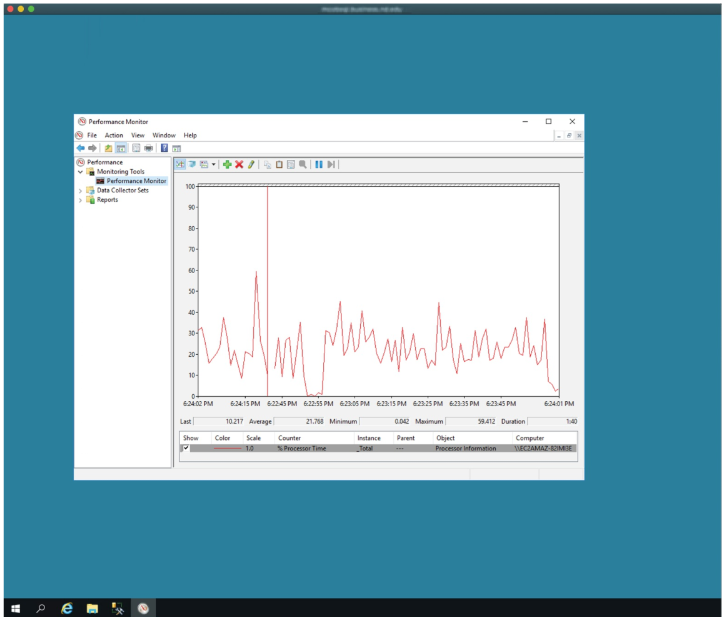 Performance Monitor
File Action View Window Help
Performance
Monitoring Tools
Performance Monitor
Data Collector Sets
Reports
100
90
80
70
60
50
40
30
20
10
0
6:24:02 PM 6:24:15 PM 6:22:45 PM 6:22:55 PM 6:23:05 PM 6:23:15 PM 6:23:25 PM 6:23:35 PM 6:23:45 PM 6:24:01 PM
Last 10.217 Average 21.768 Minimum 0.042 Maximum 59.412 Duration 1:40
Show Color Scale Counter Instance Parent Object Computer
1.0 % Processor Time _Total --- Processor Information